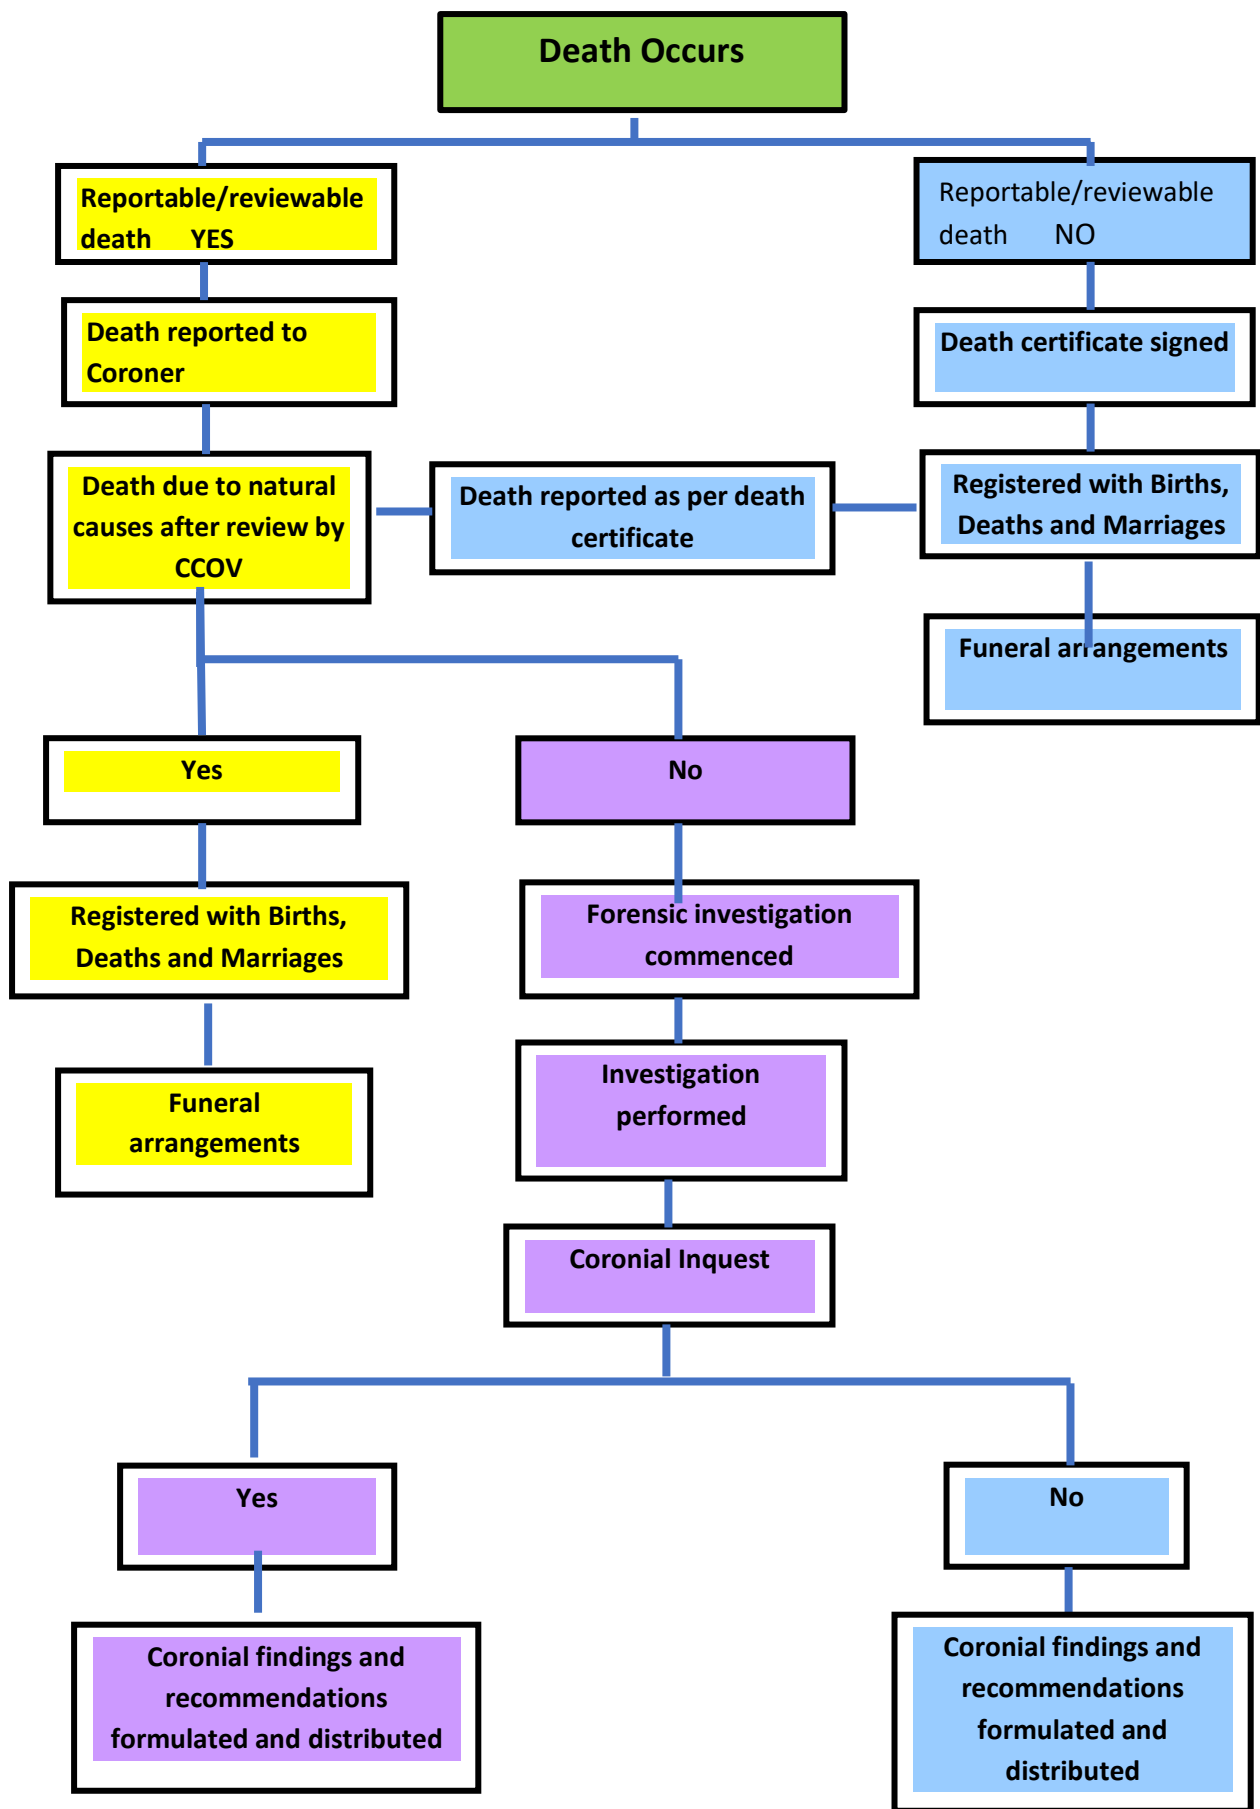 Death Occurs
Reportable/reviewable
death YES
Reportable/reviewable
death NO
Death reported to
Coroner
Death certificate signed
Death due to natural
causes after review by
CCOV
Death reported as per death
certificate
Registered with Births,
Deaths and Marriages
Funeral arrangements
Yes
No
Registered with Births,
Deaths and Marriages
Forensic investigation
commenced
Funeral
arrangements
Investigation
performed
Coronial Inquest
Yes
No
Coronial findings and
recommendations
formulated and distributed
Coronial findings and
recommendations
formulated and
distributed